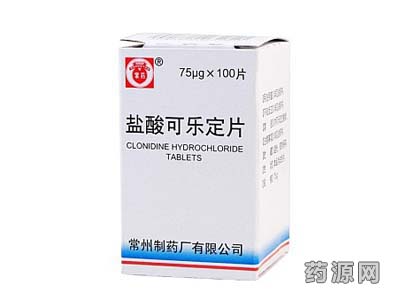 常药
®
75μg×100片
盐酸可乐定片
CLONIDINE HYDROCHLORIDE
TABLETS
常州制药厂有限公司
药源网